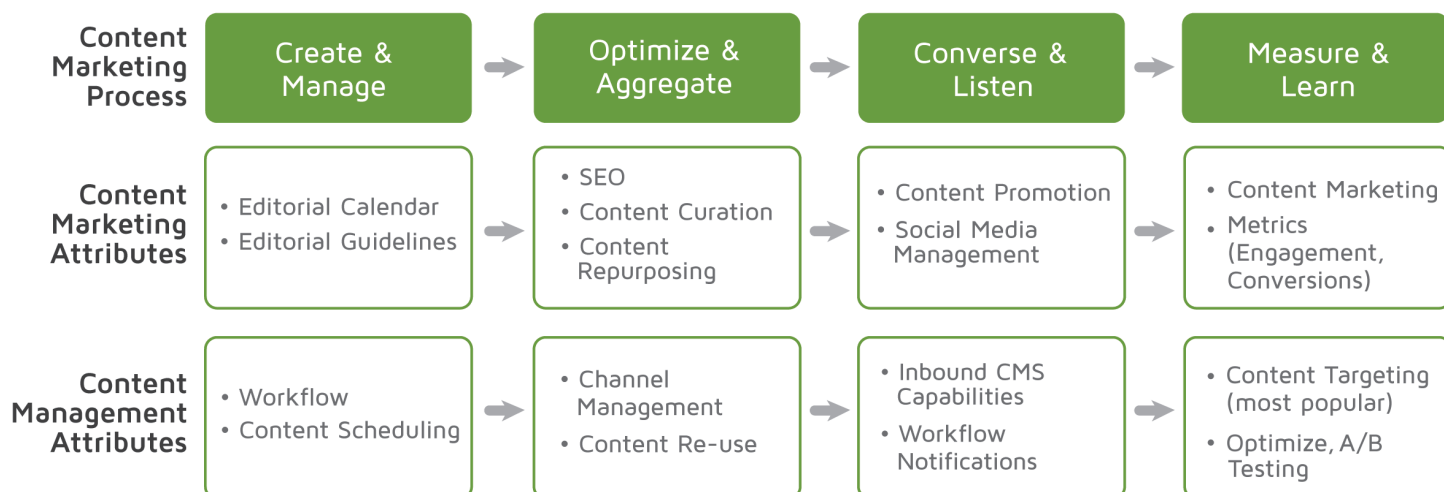 Content
Marketing
Process
Create &
Manage
Optimize &
Aggregate
Converse &
Listen
Measure &
Learn
Content
Marketing
Attributes
• Editorial Calendar
• Editorial Guidelines
• SEO
• Content Curation
• Content
Repurposing
• Content Promotion
• Social Media
Management
• Content Marketing
• Metrics
(Engagement,
Conversions)
Content
Management
Attributes
• Workflow
• Content Scheduling
• Channel
Management
• Content Re-use
• Inbound CMS
Capabilities
• Workflow
Notifications
• Content Targeting
(most popular)
• Optimize, A/B
Testing